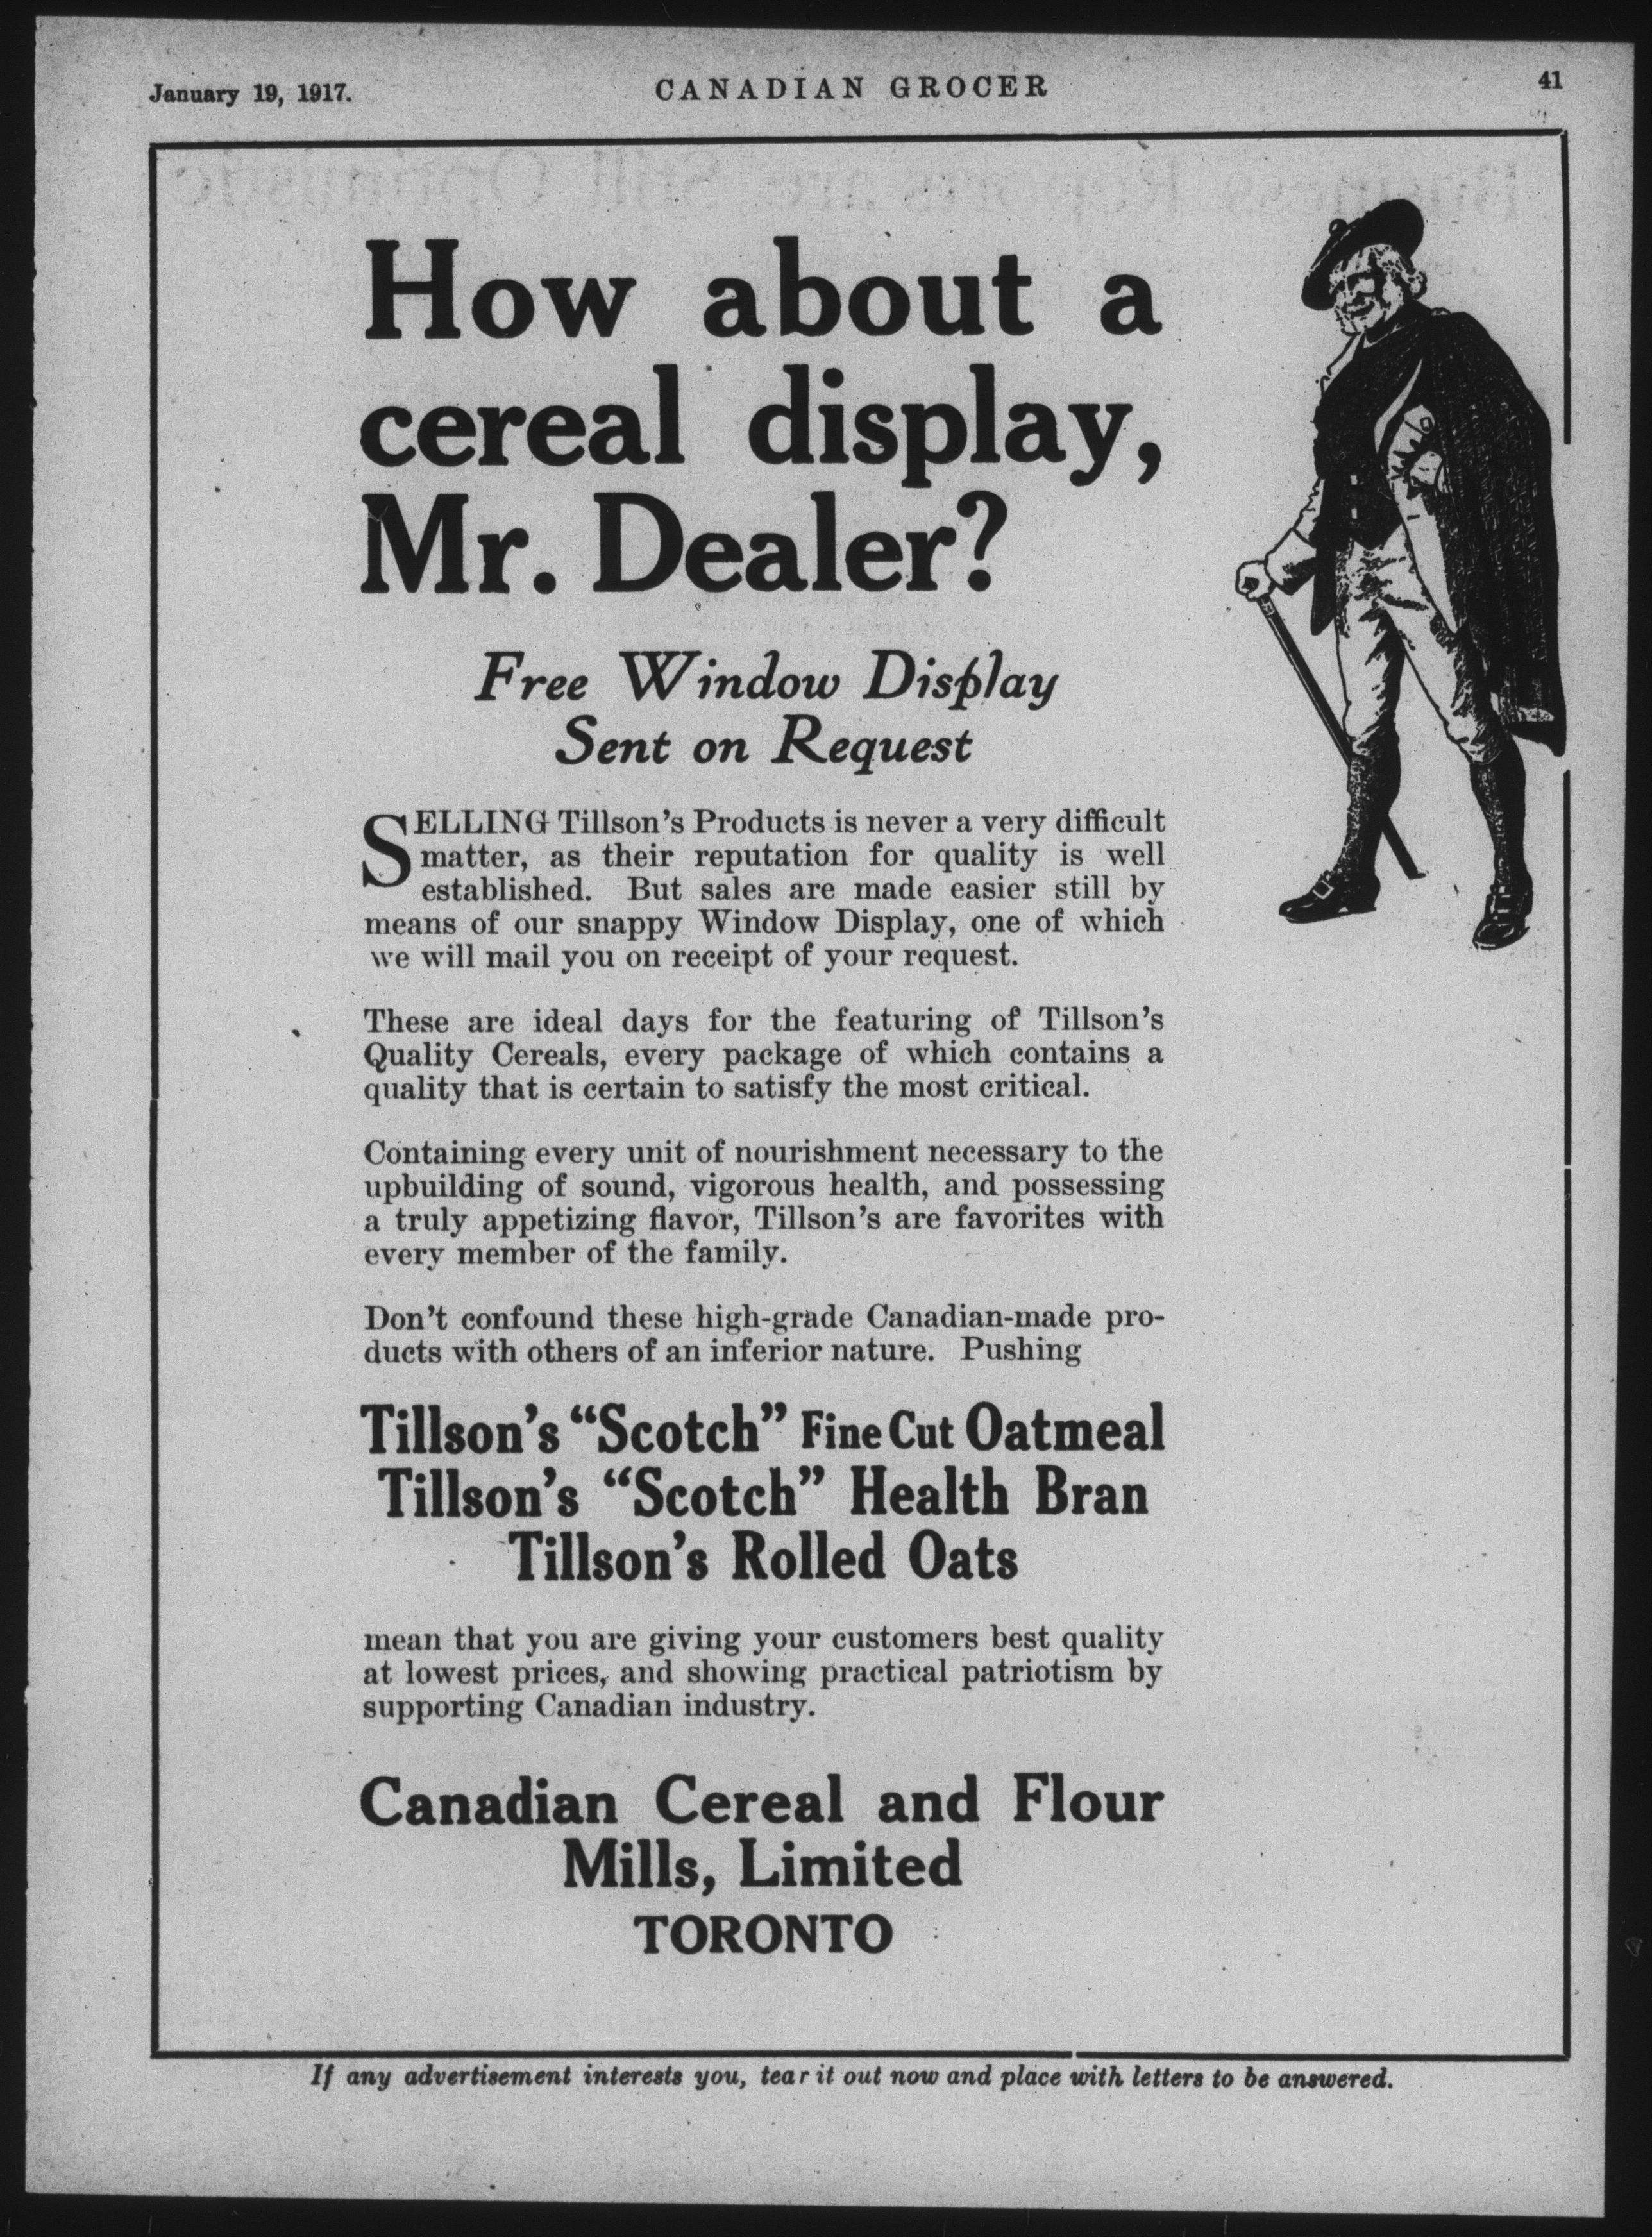 January 19, 1917.
CANADIAN GROCER
41
How about a
cereal display,
Mr. Dealer?
Free Window Display
Sent on Request
SELLING Tillson's Products is never a very difficult
matter, as their reputation for quality is well
established. But sales are made easier still by
means of our snappy Window Display, one of which
we will mail you on receipt of your request.
These are ideal days for the featuring of Tillson's
Quality Cereals, every package of which contains a
quality that is certain to satisfy the most critical.
Containing every unit of nourishment necessary to the
upbuilding of sound, vigorous health, and possessing
a truly appetizing flavor, Tillson's are favorites with
every member of the family.
Don't confound these high-grade Canadian-made pro-
ducts with others of an inferior nature. Pushing
Tillson's "Scotch" Fine Cut Oatmeal
Tillson's "Scotch" Health Bran
Tillson's Rolled Oats
mean that you are giving your customers best quality
at lowest prices, and showing practical patriotism by
supporting Canadian industry.
Canadian Cereal and Flour
Mills, Limited
TORONTO
If any advertisement interests you, tear it out now and place with letters to be answered.